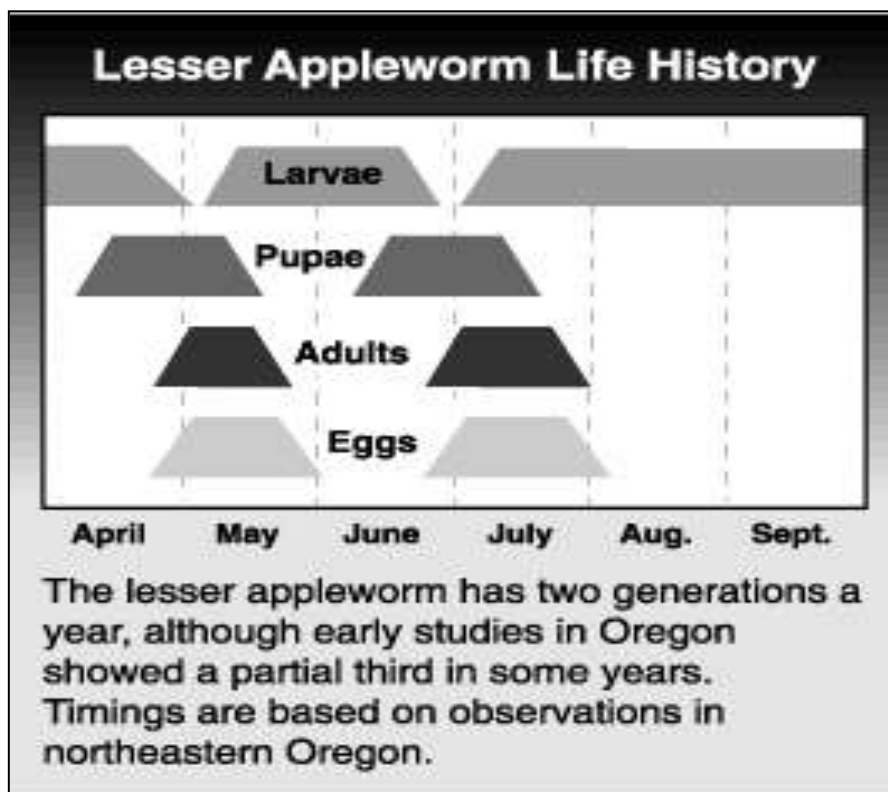 Lesser Appleworm Life History
Larvae
Pupae
Adults
Eggs
April May June July Aug. Sept.
The lesser appleworm has two generations a
year, although early studies in Oregon
showed a partial third in some years.
Timings are based on observations in
northeastern Oregon.